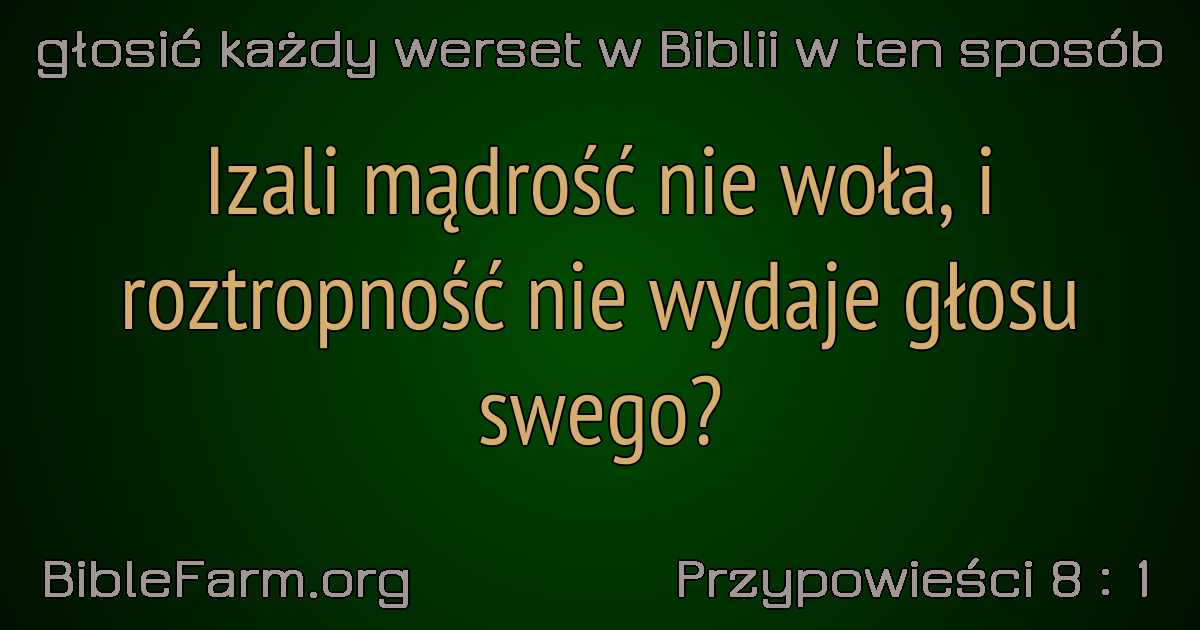 głosić każdy werset w Biblii w ten sposób
Izali mądrość nie woła, i
roztropność nie wydaje głosu
swego?
BibleFarm.org
Przypowieści 8 : 1